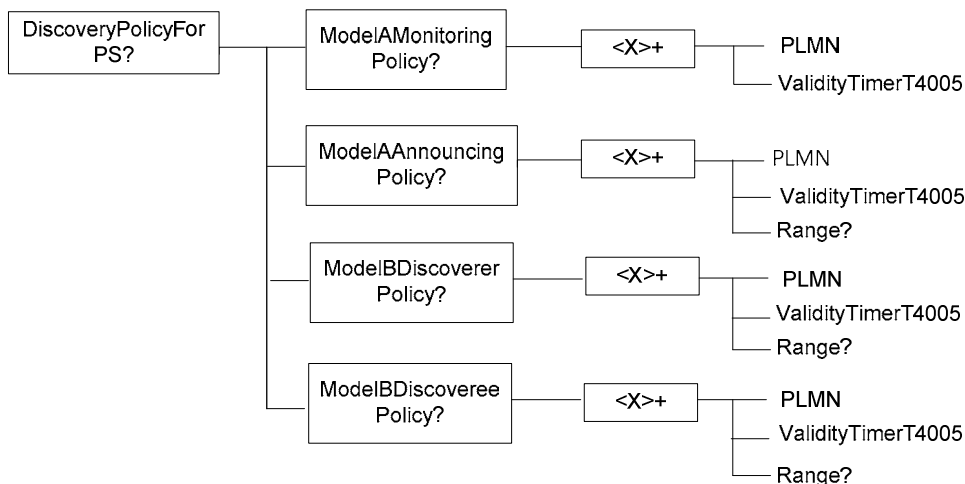 DiscoveryPolicyFor
PS?
ModelAMonitoring
Policy?
<X>+
PLMN
ValidityTimerT4005
ModelAAnnouncing
Policy?
<X>+
PLMN
ValidityTimerT4005
Range?
ModelBDiscoverer
Policy?
<X>+
PLMN
ValidityTimerT4005
Range?
ModelBDiscoveree
Policy?
<X>+
PLMN
ValidityTimerT4005
Range?